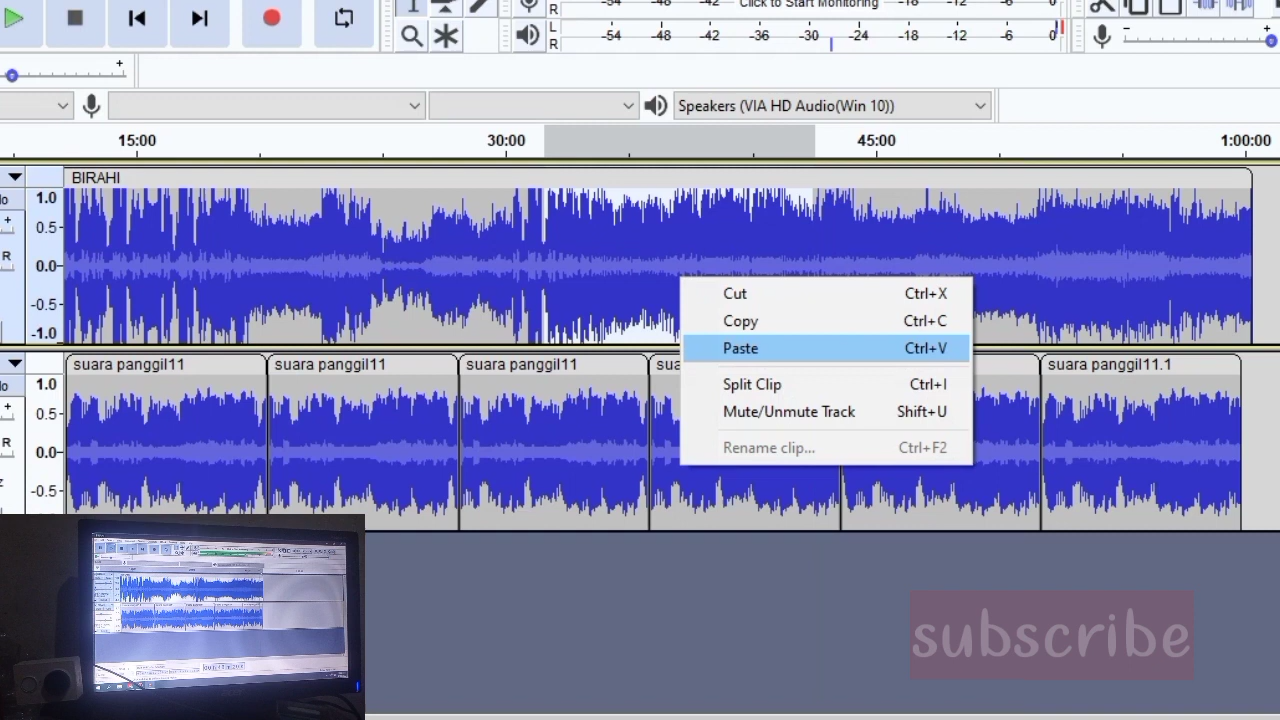 R -54 -48 -42 Click to Start Monitoring -18 -12 -6 0
L R -54 -48 -42 -36 -30 -24 -18 -12 -6 0
- +
+
Speakers (VIA HD Audio(Win 10))
15:00 30:00 45:00 1:00:00
BIRAHI
lo 1.0
+ 0.5-
R 0.0-
-0.5-
-1.0
Cut Ctrl+X
Copy Ctrl+C
Paste Ctrl+V
Split Clip Ctrl+I
Mute/Unmute Track Shift+U
Rename clip... Ctrl+F2
suara panggil11 suara panggil11 suara panggil11 sua suara panggil11.1
lo 1.0
+ 0.5-
R 0.0-
z -0.5-
subscribe